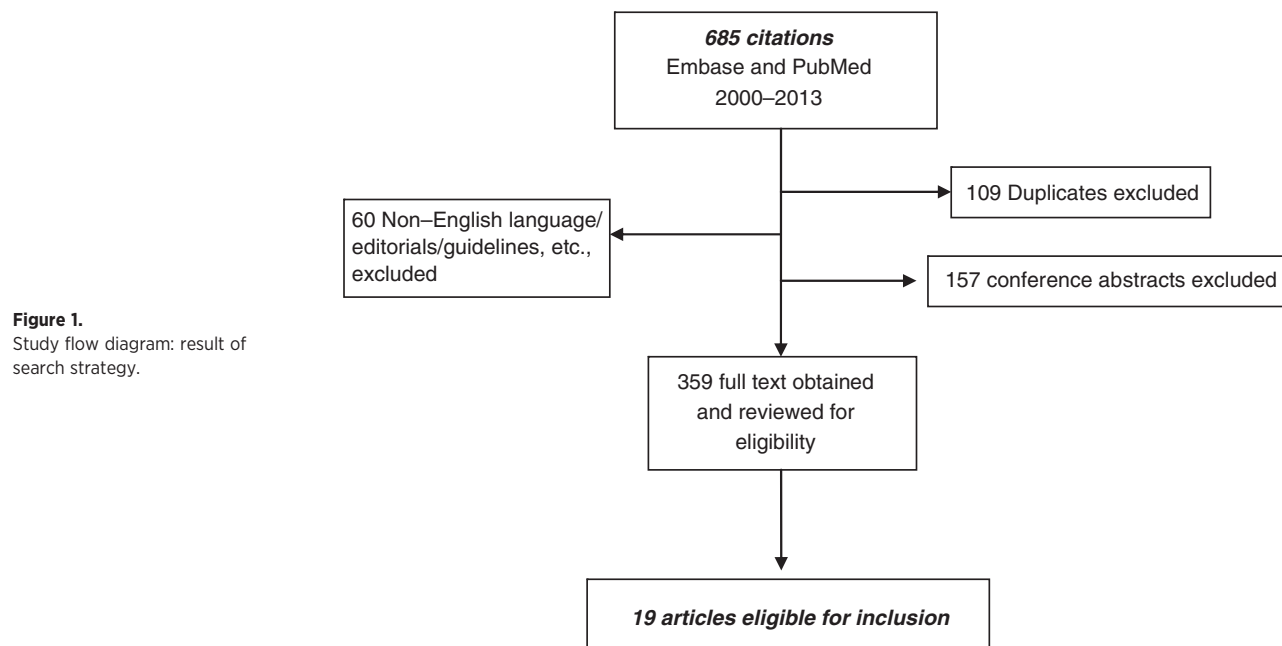 685 citations
Embase and PubMed
2000–2013
109 Duplicates excluded
60 Non–English language/
editorials/guidelines, etc.,
excluded
157 conference abstracts excluded
Figure 1.
Study flow diagram: result of
search strategy.
359 full text obtained
and reviewed for
eligibility
19 articles eligible for inclusion